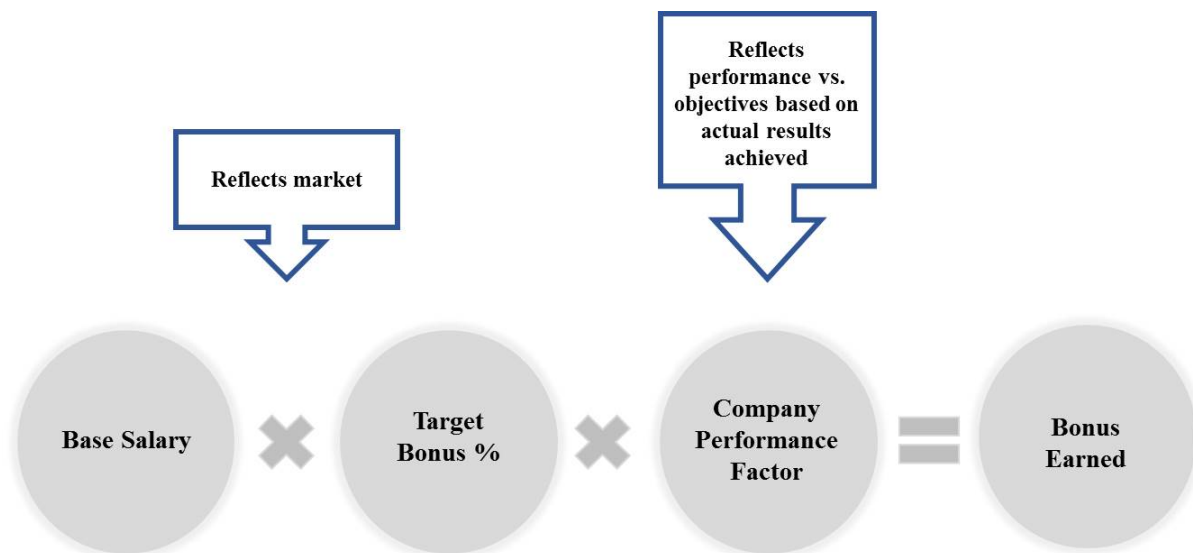 Reflects
performance vs.
objectives based on
actual results
achieved
Reflects market
Base Salary
Target
Bonus %
Company
Performance
Factor
Bonus
Earned